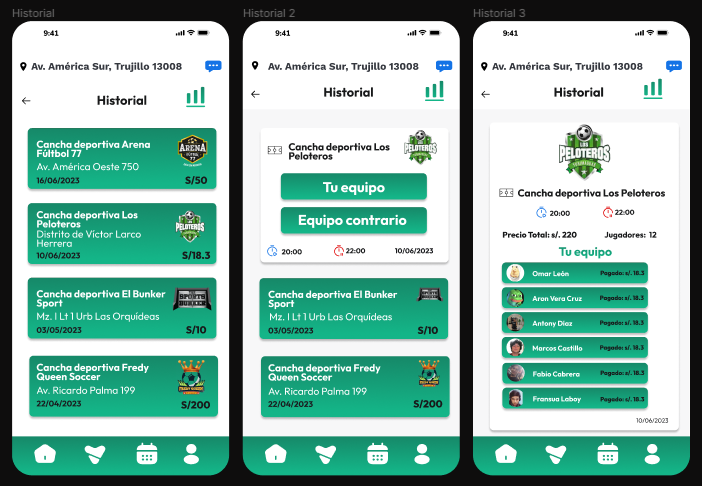 Historial
9:41
Av. América Sur, Trujillo 13008
Historial
Cancha deportiva Arena
Fúltbol 77
Av. América Oeste 750
16/06/2023
S/50
ARENA
Cancha deportiva Los
Peloteros
Distrito de Víctor Larco
Herrera
10/06/2023
S/18.3
PELOTEROS
Cancha deportiva El Bunker
Sport
Mz. I Lt 1 Urb Las Orquídeas
03/05/2023
S/10
SPORTS
Cancha deportiva Fredy
Queen Soccer
Av. Ricardo Palma 199
22/04/2023
S/200
Historial 2
9:41
Av. América Sur, Trujillo 13008
Historial
Cancha deportiva Los
Peloteros
PELOTEROS
Tu equipo
Equipo contrario
20:00
22:00
10/06/2023
Cancha deportiva El Bunker
Sport
Mz. I Lt 1 Urb Las Orquídeas
03/05/2023
S/10
Cancha deportiva Fredy
Queen Soccer
Av. Ricardo Palma 199
22/04/2023
S/200
Historial 3
9:41
Av. América Sur, Trujillo 13008
Historial
LOS
PELOTEROS
Cancha deportiva Los Peloteros
20:00
22:00
Precio Total: s/. 220
Jugadores: 12
Tu equipo
Omar León
Pagado: s/. 18.3
Aron Vera Cruz
Pagado: s/. 18.3
Antony Diaz
Pagado: s/. 18.3
Marcos Castillo
Pagado: s/. 18.3
Fabio Cabrera
Pagado: s/. 18.3
Fransua Laboy
Pagado: s/. 18.3
10/06/2023